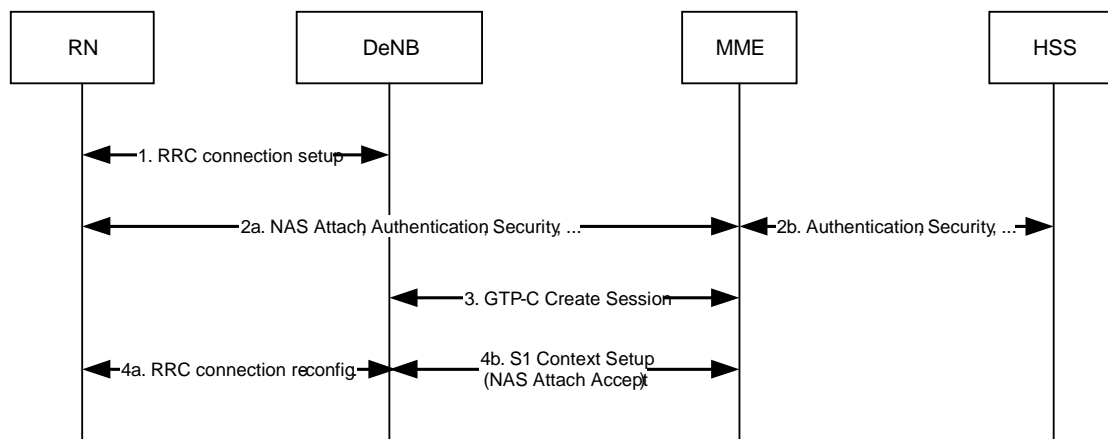 RN
DeNB
MME
HSS
1. RRC connection setup
2a. NAS Attach, Authentication, Security, ...
2b. Authentication, Security, ...
3. GTP-C Create Session
4a. RRC connection reconfig.
4b. S1 Context Setup
(NAS Attach Accept)